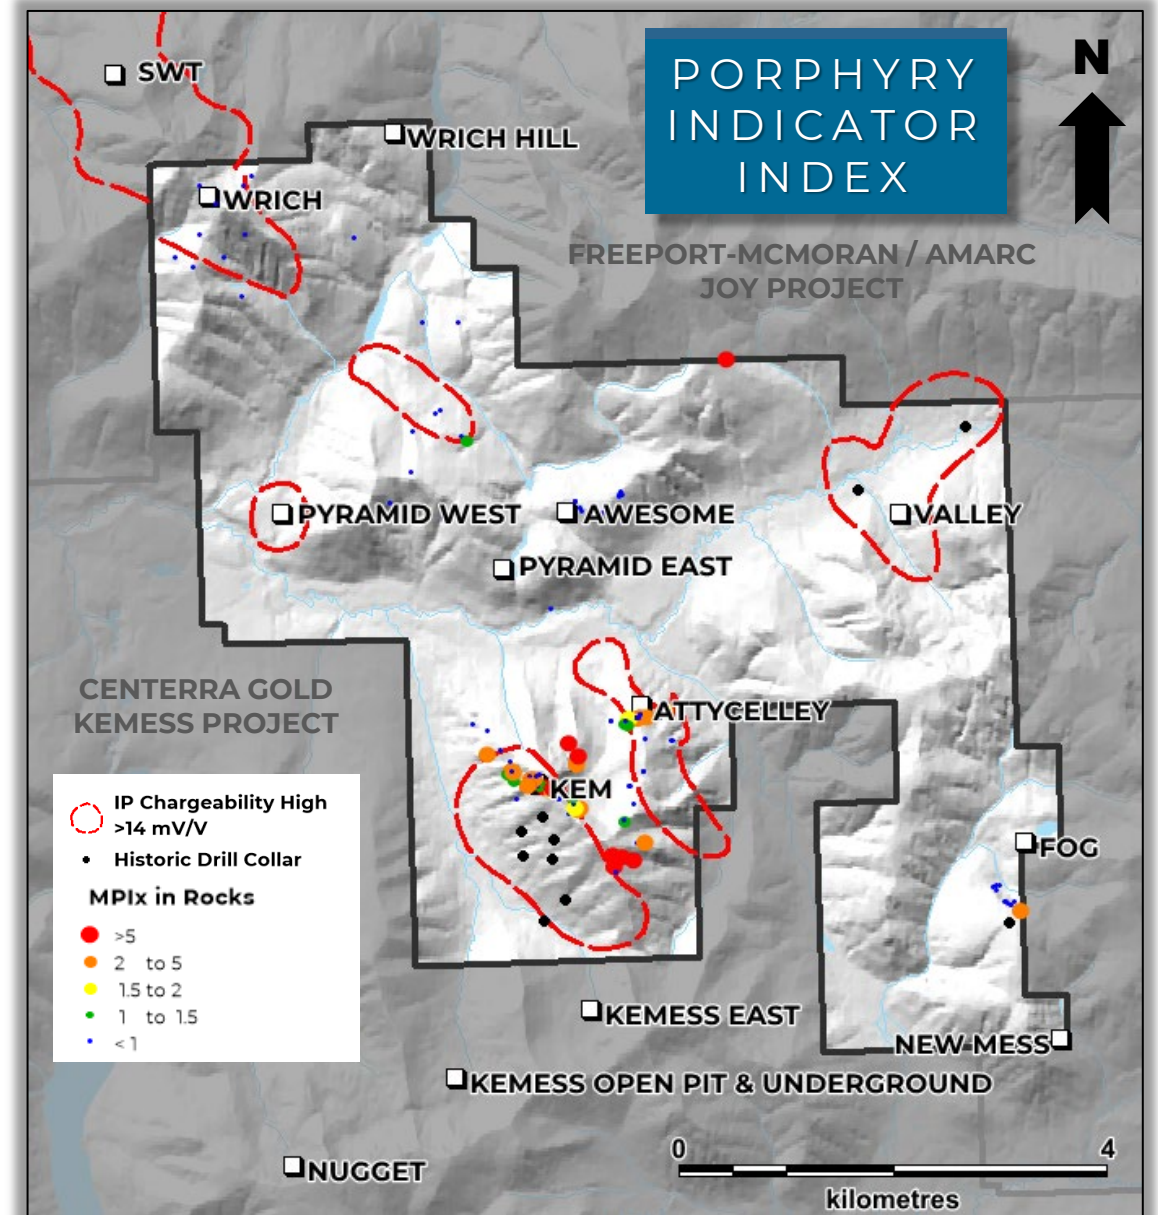 PORPHYRY
INDICATOR
INDEX
N
SWT
WRICH HILL
WRICH
FREEPORT-MCMORAN / AMARC
JOY PROJECT
PYRAMID WEST
AWESOME
VALLEY
PYRAMID EAST
CENTERRA GOLD
KEMESS PROJECT
ATTYCELLEY
KEM
IP Chargeability High
>14 mV/V
Historic Drill Collar
MPIx in Rocks
>5
2 to 5
1.5 to 2
1 to 1.5
< 1
FOG
KEMESS EAST
NEW MESS
KEMESS OPEN PIT & UNDERGROUND
NUGGET
0 4
kilometres